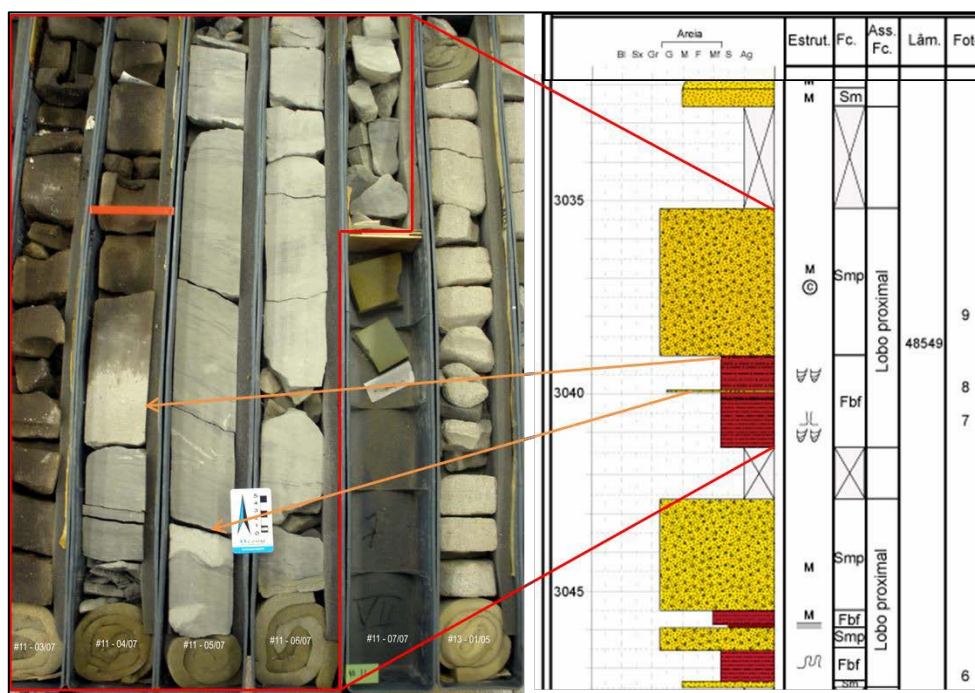 Areia
Bl Sx Gr G M F Mf S Ag
Estrut. Fc. Ass. Fc. Lâm. Fot
M
M Sm
3035
M Smp
C
Lobo proximal
9
48549
3040
Fbf
8
7
M Smp
Lobo proximal
3045
M Fbf
Smp
Fbf
6
Sm
#11 - 03/07 #11 - 04/07 #11 - 05/07 #11 - 06/07 #11 - 07/07 #13 - 01/05
VII